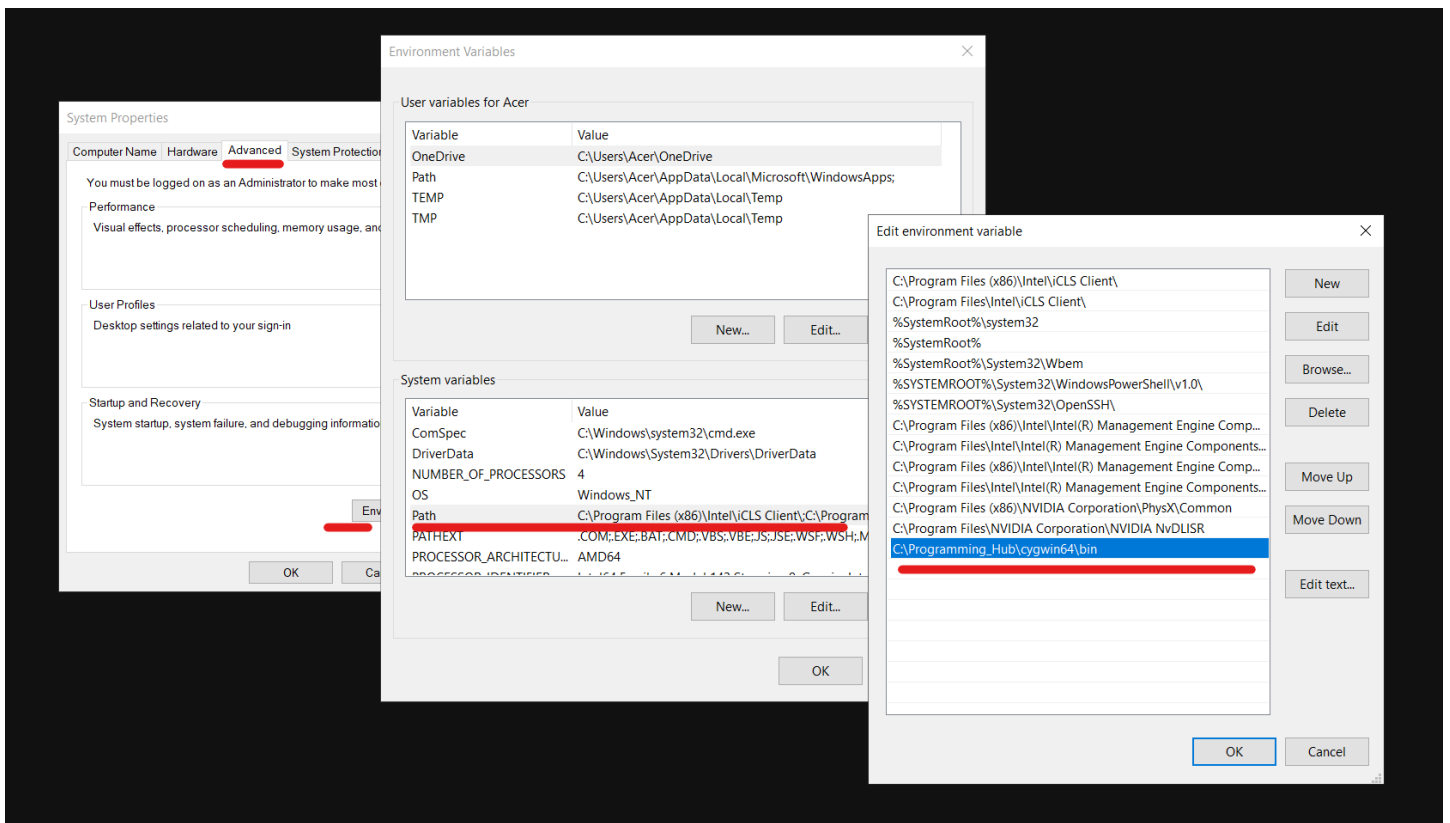 System Properties
Computer Name Hardware Advanced System Protection
You must be logged on as an Administrator to make most
Performance
Visual effects, processor scheduling, memory usage, and
User Profiles
Desktop settings related to your sign-in
Startup and Recovery
System startup, system failure, and debugging informatio
Env
OK Ca
Environment Variables
User variables for Acer
Variable Value
OneDrive C:\Users\Acer\OneDrive
Path C:\Users\Acer\AppData\Local\Microsoft\WindowsApps;
TEMP C:\Users\Acer\AppData\Local\Temp
TMP C:\Users\Acer\AppData\Local\Temp
New... Edit...
System variables
Variable Value
ComSpec C:\Windows\system32\cmd.exe
DriverData C:\Windows\System32\Drivers\DriverData
NUMBER_OF_PROCESSORS 4
OS Windows_NT
Path C:\Program Files (x86)\Intel\iCLS Client\;C:\Program
PATHEXT .COM;.EXE;.BAT;.CMD;.VBS;.VBE;.JS;.JSE;.WSF;.WSH;.M
PROCESSOR_ARCHITECTU... AMD64
New... Edit...
OK
Edit environment variable
C:\Program Files (x86)\Intel\iCLS Client\
C:\Program Files\Intel\iCLS Client\
%SystemRoot%\system32
%SystemRoot%
%SystemRoot%\System32\Wbem
%SYSTEMROOT%\System32\WindowsPowerShell\v1.0\
%SYSTEMROOT%\System32\OpenSSH\
C:\Program Files (x86)\Intel\Intel(R) Management Engine Comp...
C:\Program Files\Intel\Intel(R) Management Engine Components...
C:\Program Files (x86)\Intel\Intel(R) Management Engine Comp...
C:\Program Files\Intel\Intel(R) Management Engine Components...
C:\Program Files (x86)\NVIDIA Corporation\PhysX\Common
C:\Program Files\NVIDIA Corporation\NVIDIA NvDLISR
C:\Programming_Hub\cygwin64\bin
New
Edit
Browse...
Delete
Move Up
Move Down
Edit text...
OK Cancel